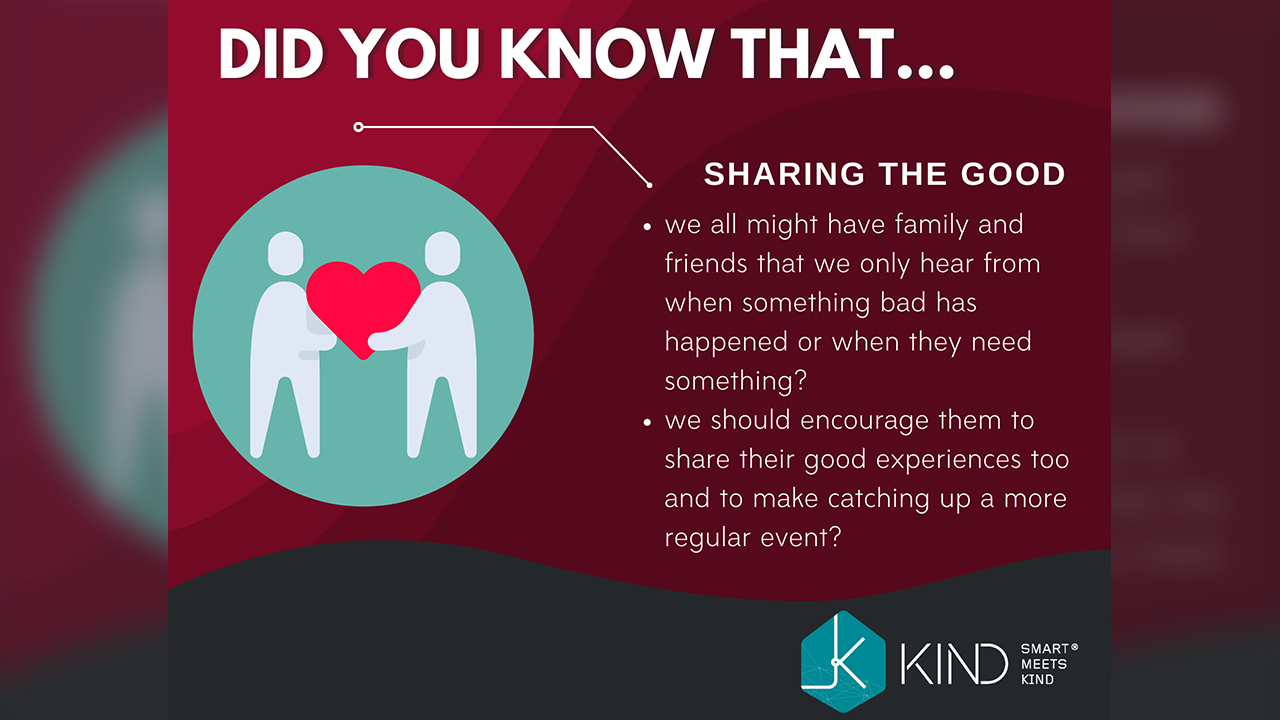 DID YOU KNOW THAT...
SHARING THE GOOD
• we all might have family and
friends that we only hear from
when something bad has
happened or when they need
something?
• we should encourage them to
share their good experiences too
and to make catching up a more
regular event?
KIND
SMART®
MEETS
KIND